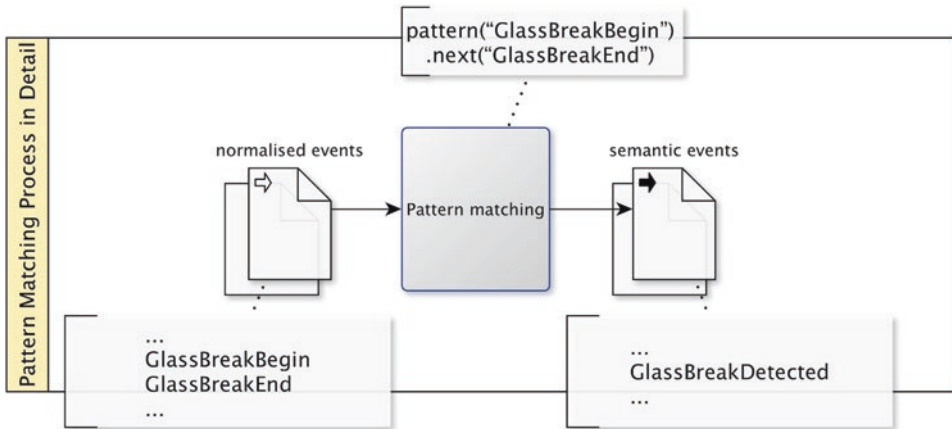 Pattern Matching Process in Detail
pattern(“GlassBreakBegin”)
.next(“GlassBreakEnd”)
normalised events
Pattern matching
semantic events
...
GlassBreakBegin
GlassBreakEnd
...
...
GlassBreakDetected
...